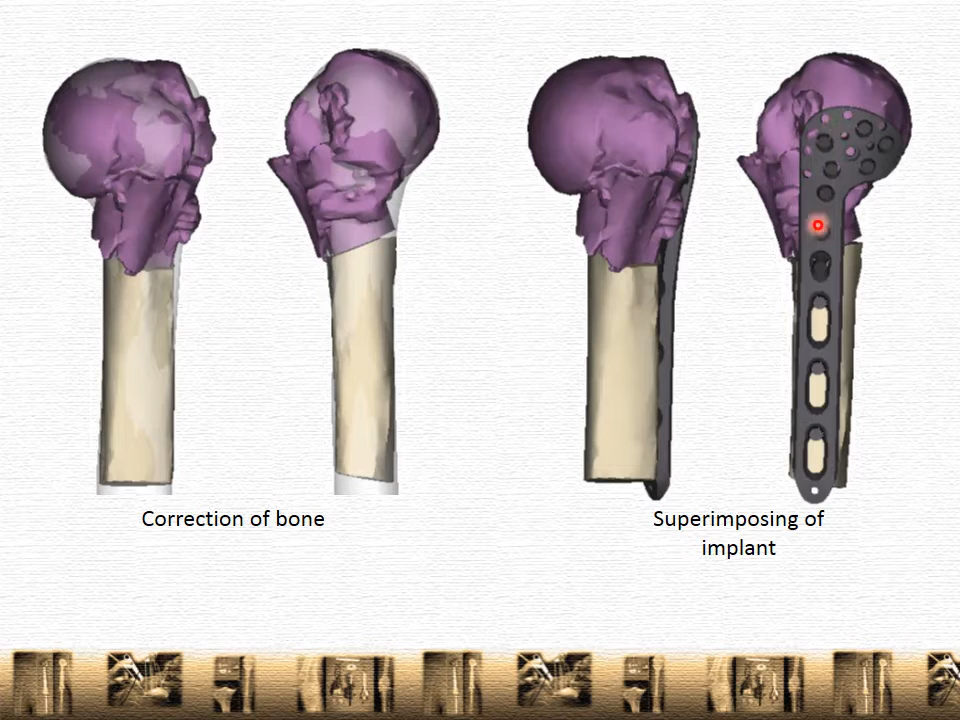 Correction of bone
Superimposing of
implant